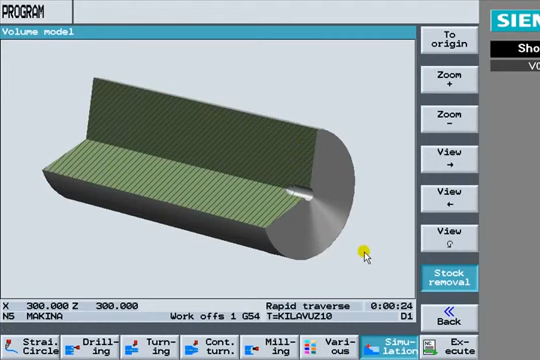 PROGRAM
SIEM
Volume model
To
origin
Sho
V0
Zoom
+
Zoom
-
View
→
View
←
View
Stock
removal
X 300.000 Z 300.000 Rapid traverse 0:00:24
N5 MAKINA Work offs 1 G54 T=KILAVUZ10 D1
Back
Strai.
Circle
Drill-
ing
Turn-
ing
Cont.
turn.
Mill-
ing
Vari-
ous
Simu-
lation
NC
Ex-
ecute